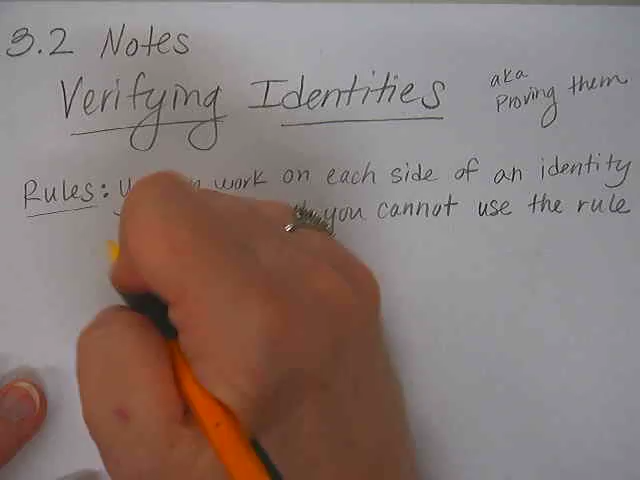 3.2 Notes
Verifying Identities
aka
Proving them
Rules: work on each side of an identity
you cannot use the rule